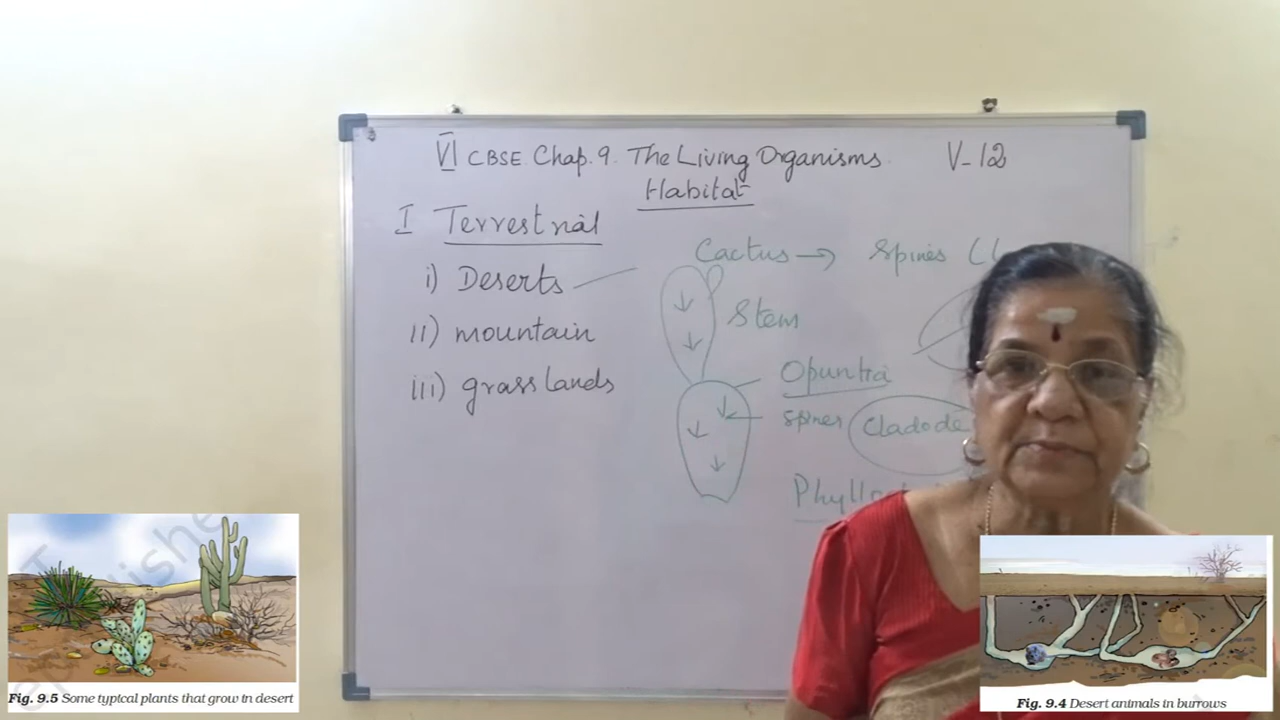 VI CBSE Chap. 9. The Living Organisms V-12
Habitat
I Terrestrial
i) Deserts
ii) mountain
iii) grasslands
Cactus → Spines
Stem
Opuntia
spines Cladode
Fig. 9.5 Some typical plants that grow in desert
Fig. 9.4 Desert animals in burrows